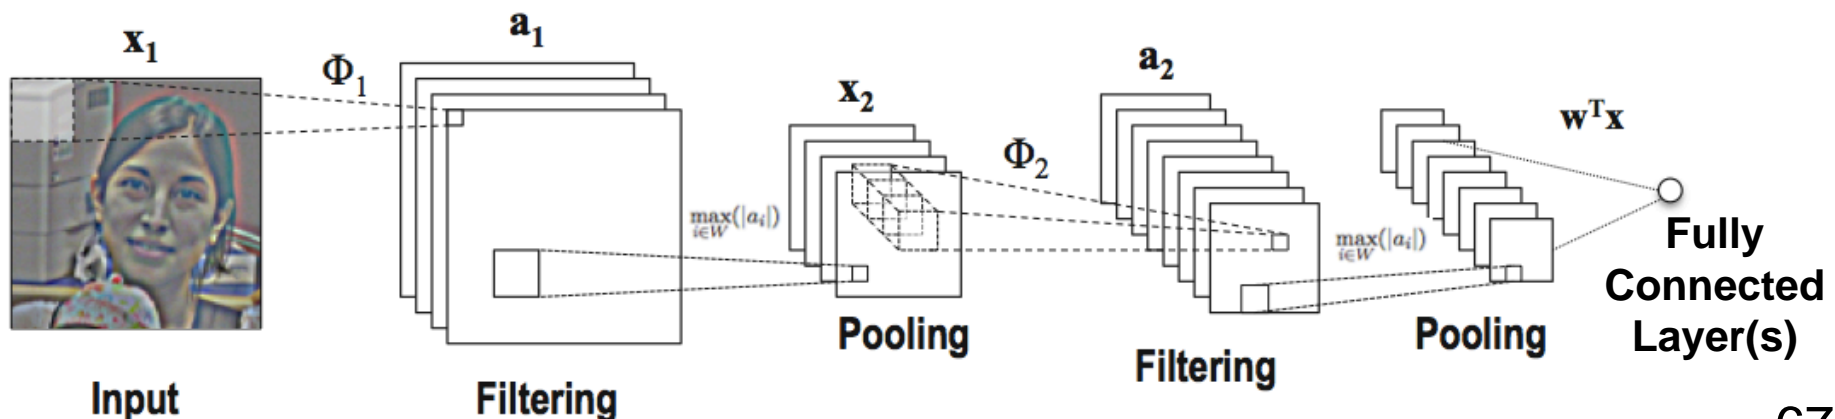 x₁
Φ₁
a₁
max(|aᵢ|)
i∈W
x₂
Φ₂
a₂
max(|aᵢ|)
i∈W
wᵀx
Input
Filtering
Pooling
Filtering
Pooling
Fully
Connected
Layer(s)